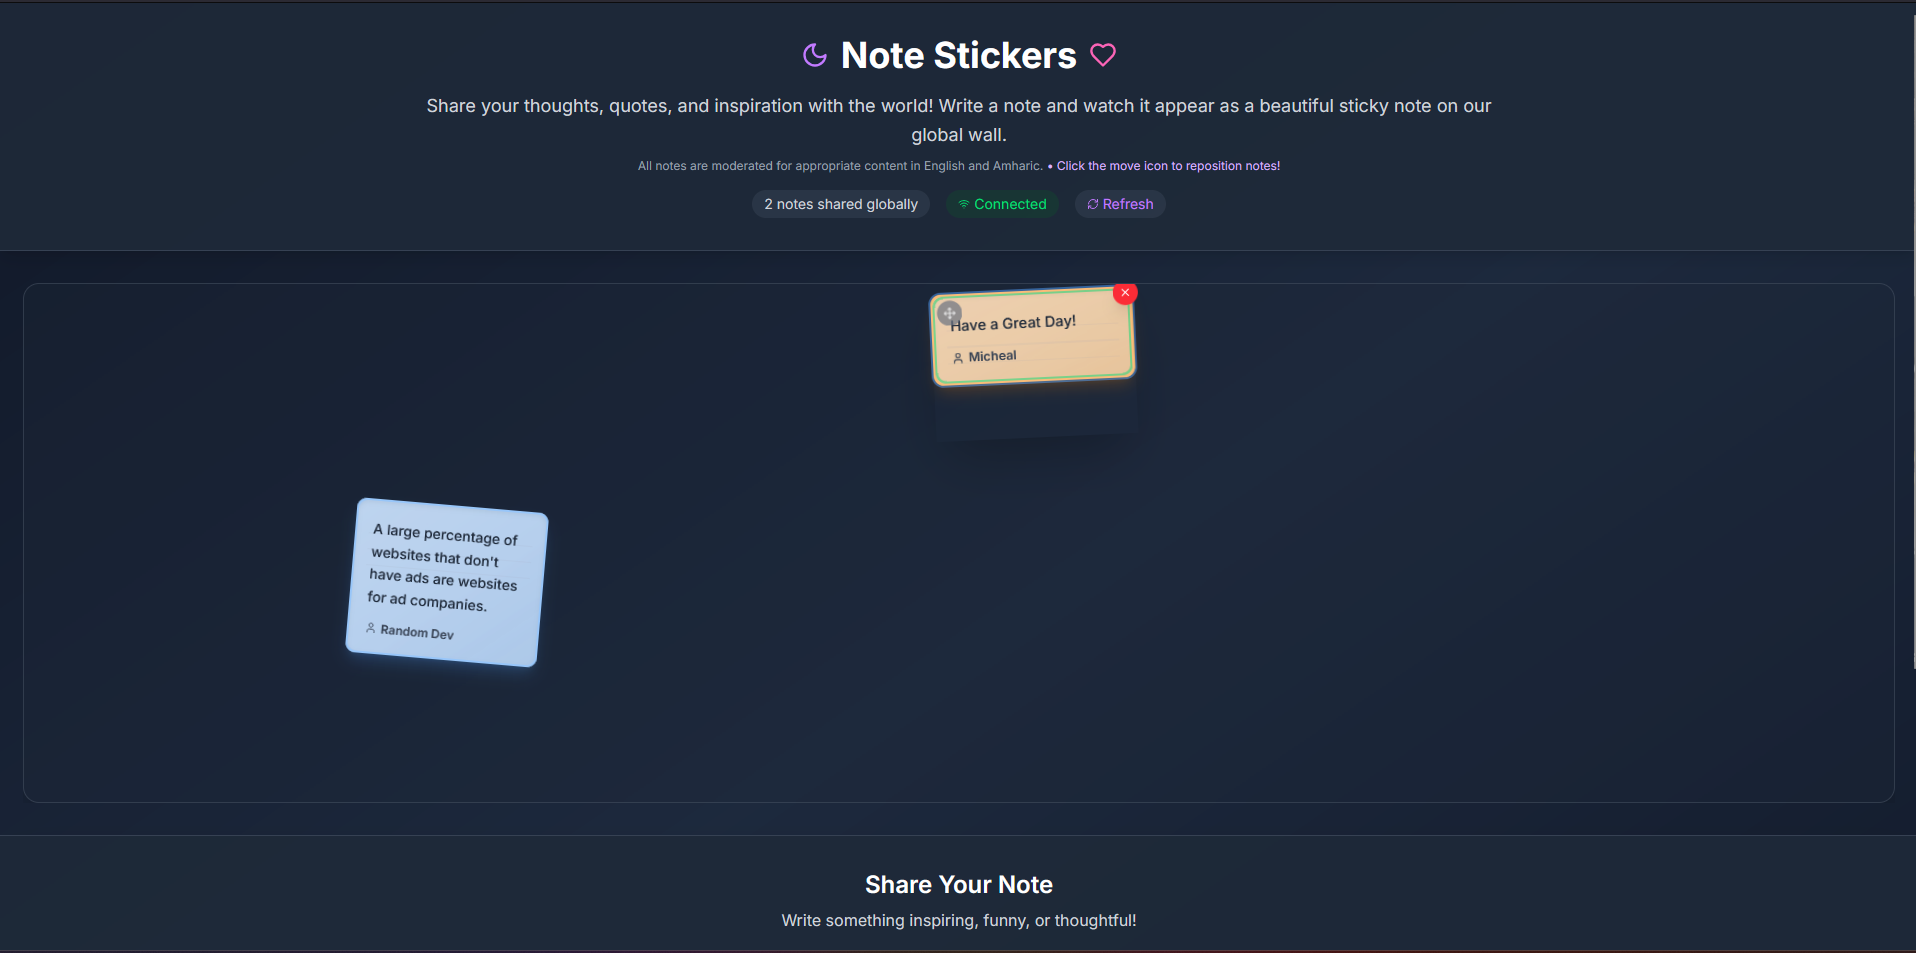 Note Stickers
Share your thoughts, quotes, and inspiration with the world! Write a note and watch it appear as a beautiful sticky note on our
global wall.
All notes are moderated for appropriate content in English and Amharic. • Click the move icon to reposition notes!
2 notes shared globally
Connected
Refresh
Have a Great Day!
Micheal
A large percentage of
websites that don't
have ads are websites
for ad companies.
Random Dev
Share Your Note
Write something inspiring, funny, or thoughtful!